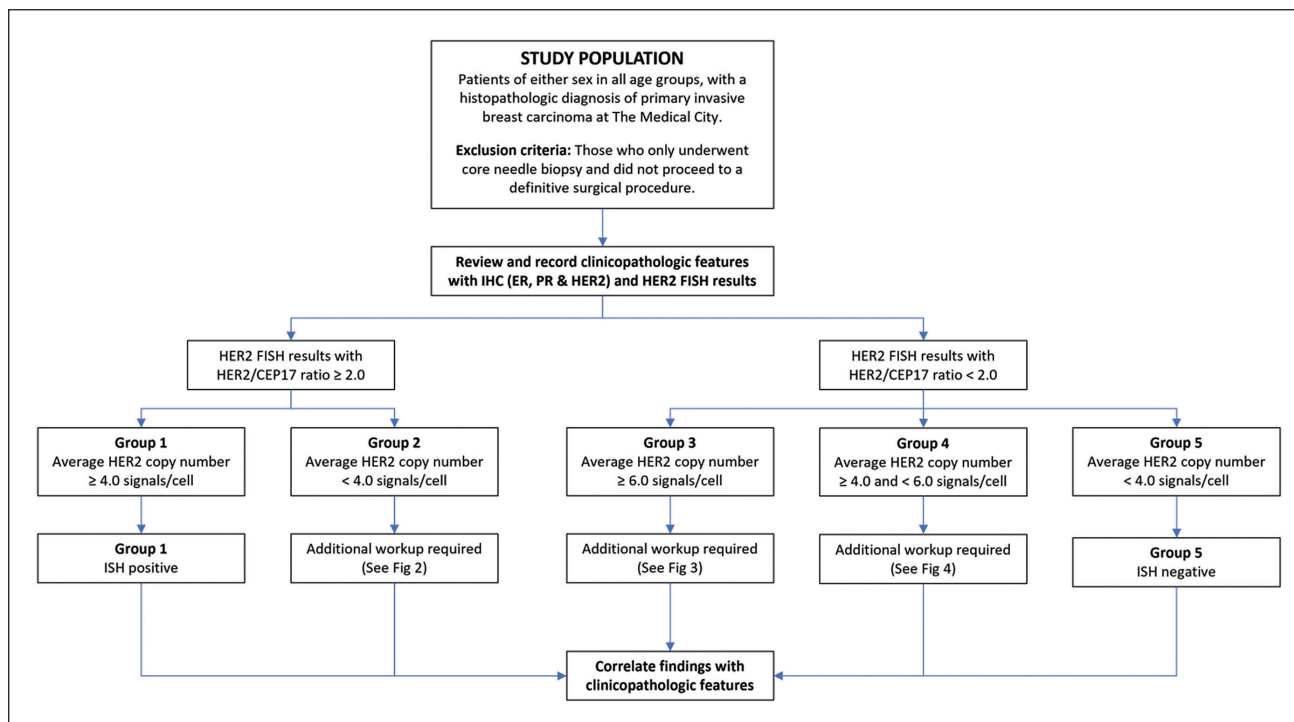 STUDY POPULATION
Patients of either sex in all age groups, with a
histopathologic diagnosis of primary invasive
breast carcinoma at The Medical City.
Exclusion criteria: Those who only underwent
core needle biopsy and did not proceed to a
definitive surgical procedure.
Review and record clinicopathologic features
with IHC (ER, PR & HER2) and HER2 FISH results
HER2 FISH results with
HER2/CEP17 ratio ≥ 2.0
HER2 FISH results with
HER2/CEP17 ratio < 2.0
Group 1
Average HER2 copy number
≥ 4.0 signals/cell
Group 2
Average HER2 copy number
< 4.0 signals/cell
Group 3
Average HER2 copy number
≥ 6.0 signals/cell
Group 4
Average HER2 copy number
≥ 4.0 and < 6.0 signals/cell
Group 5
Average HER2 copy number
< 4.0 signals/cell
Group 1
ISH positive
Additional workup required
(See Fig 2)
Additional workup required
(See Fig 3)
Additional workup required
(See Fig 4)
Group 5
ISH negative
Correlate findings with
clinicopathologic features